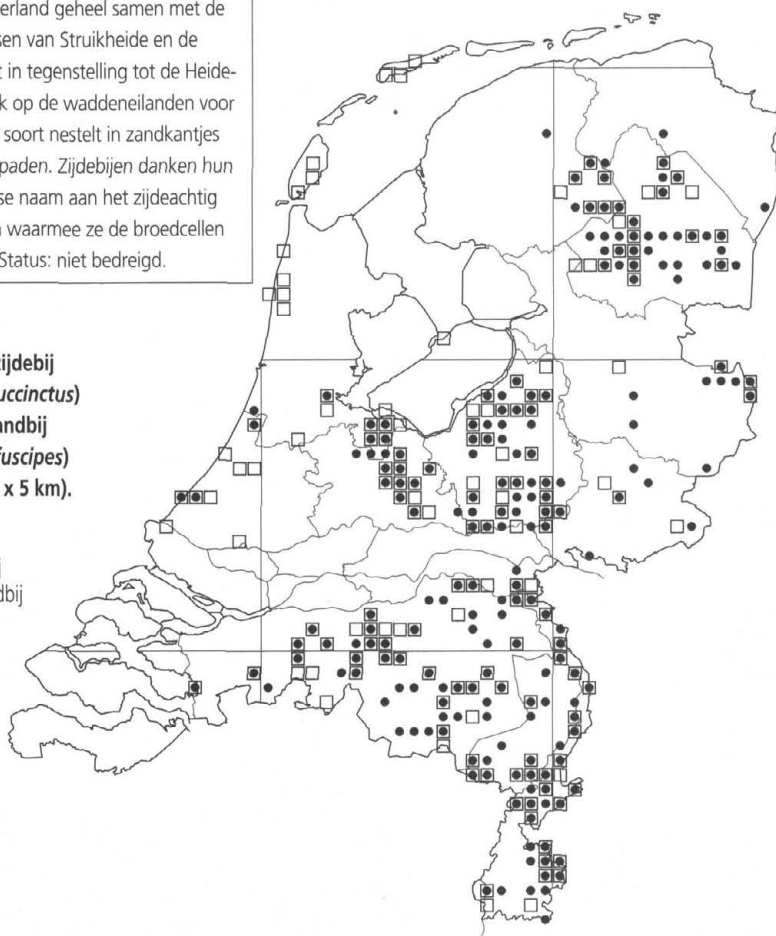 erland geheel samen met de
sen van Struikheide en de
t in tegenstelling tot de Heide-
k op de waddeneilanden voor
soort nestelt in zandkantjes
paden. Zijdebijen danken hun
se naam aan het zijdeachtig
waarmee ze de broedcellen
Status: niet bedreigd.
zijdebij
uccinctus)
andbij
fuscipes)
x 5 km).
j
dbij